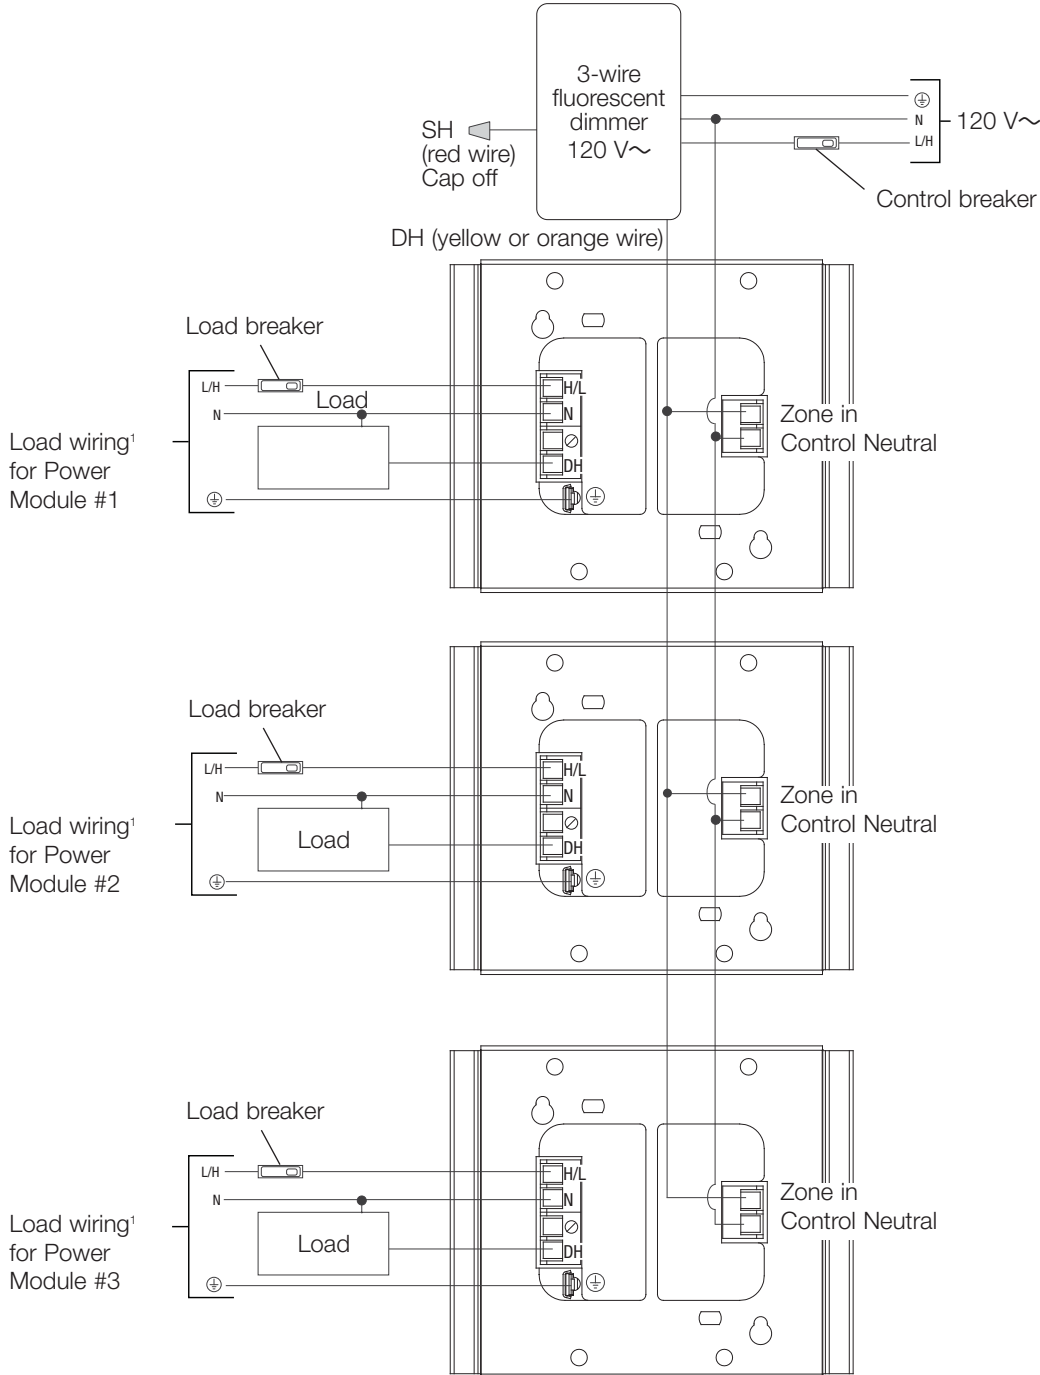 3-wire
fluorescent
dimmer
120 V～
SH
(red wire)
Cap off
N
L/H
120 V～
Control breaker
DH (yellow or orange wire)
Load breaker
L/H
N
Load
Load wiring¹
for Power
Module #1
H/L
N
DH
Zone in
Control Neutral
Load breaker
L/H
N
Load
Load wiring¹
for Power
Module #2
H/L
N
DH
Zone in
Control Neutral
Load breaker
L/H
N
Load
Load wiring¹
for Power
Module #3
H/L
N
DH
Zone in
Control Neutral